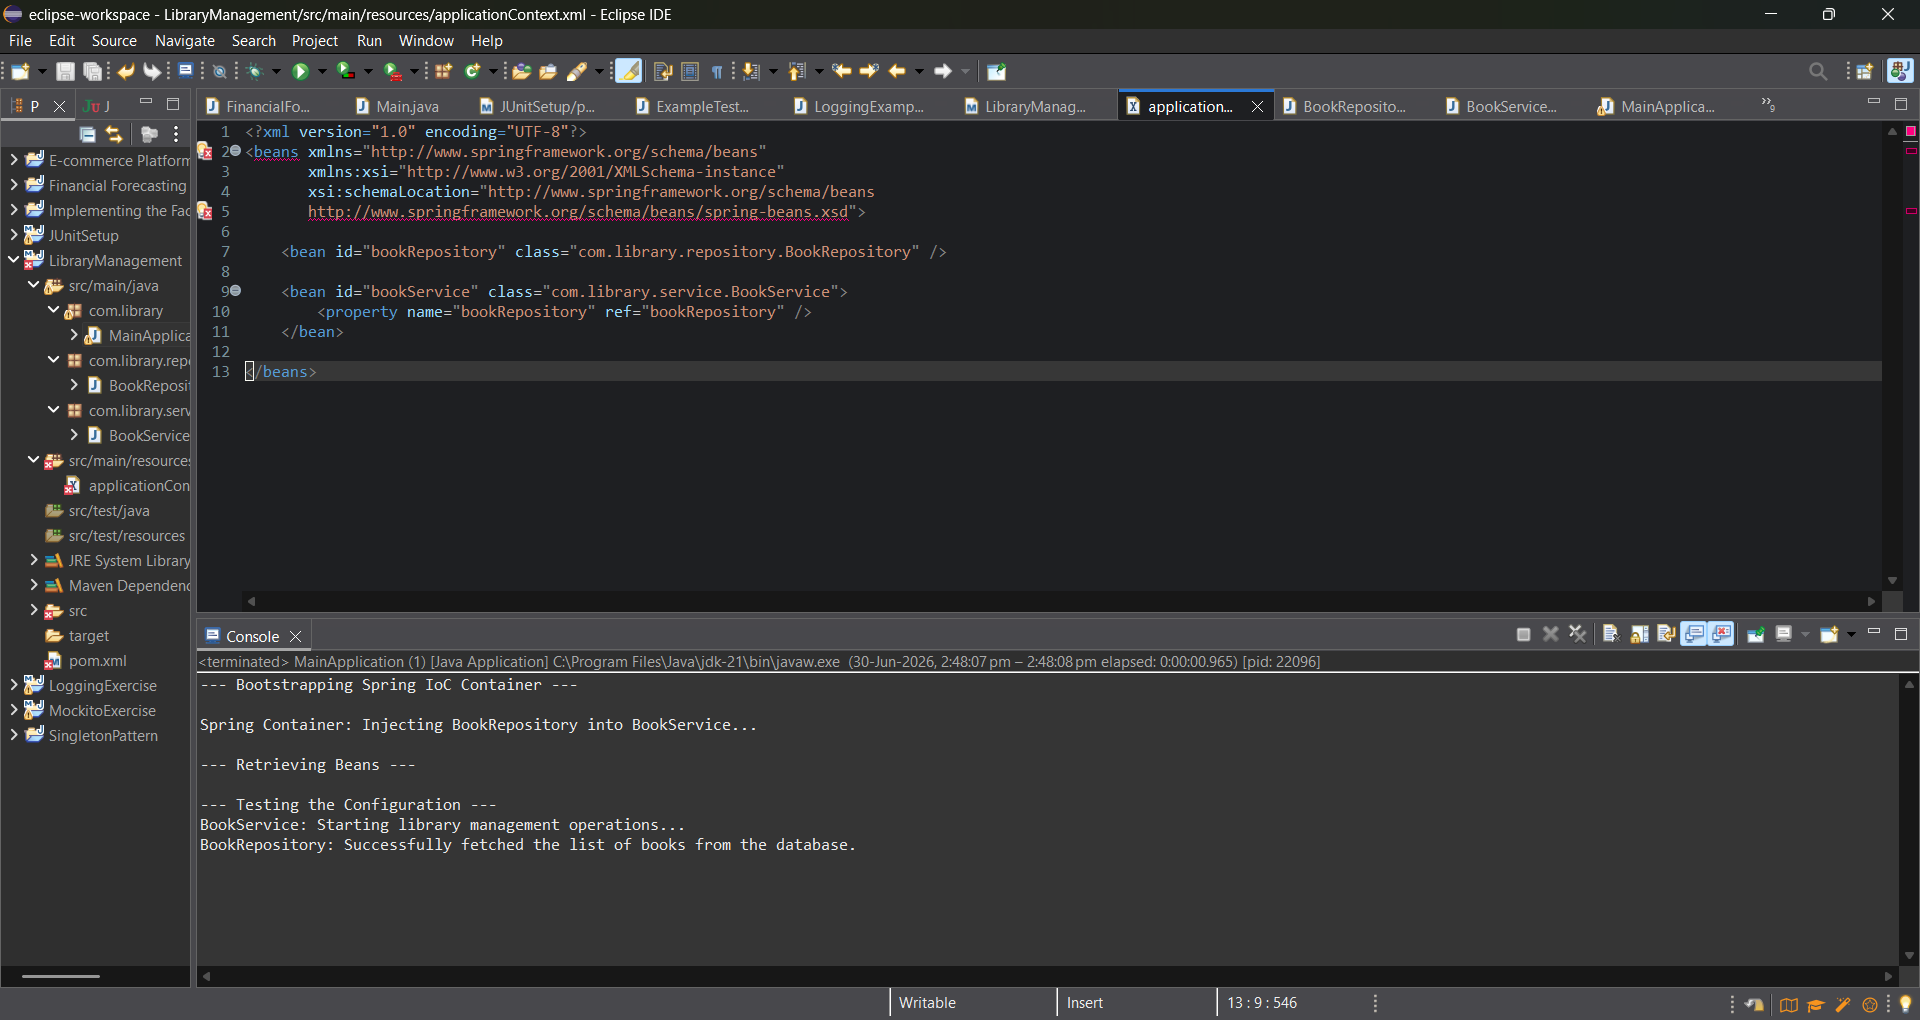 eclipse-workspace - LibraryManagement/src/main/resources/applicationContext.xml - Eclipse IDE
File Edit Source Navigate Search Project Run Window Help
P
J
FinancialFo...
Main.java
JUnitSetup/p...
ExampleTest...
LoggingExamp...
LibraryManag...
application...
BookReposito...
BookService...
MainApplica...
»9
E-commerce Platform
Financial Forecasting
Implementing the Fac
JUnitSetup
LibraryManagement
src/main/java
com.library
MainApplica
com.library.rep
BookReposit
com.library.serv
BookService
src/main/resources
applicationCon
src/test/java
src/test/resources
JRE System Library
Maven Dependenc
src
target
pom.xml
LoggingExercise
MockitoExercise
SingletonPattern
1 <?xml version="1.0" encoding="UTF-8"?>
2 <beans xmlns="http://www.springframework.org/schema/beans"
3 xmlns:xsi="http://www.w3.org/2001/XMLSchema-instance"
4 xsi:schemaLocation="http://www.springframework.org/schema/beans
5 http://www.springframework.org/schema/beans/spring-beans.xsd">
6
7 <bean id="bookRepository" class="com.library.repository.BookRepository" />
8
9 <bean id="bookService" class="com.library.service.BookService">
10 <property name="bookRepository" ref="bookRepository" />
11 </bean>
12
13 </beans>
Console
<terminated> MainApplication (1) [Java Application] C:\Program Files\Java\jdk-21\bin\javaw.exe (30-Jun-2026, 2:48:07 pm – 2:48:08 pm elapsed: 0:00:00.965) [pid: 22096]
--- Bootstrapping Spring IoC Container ---
Spring Container: Injecting BookRepository into BookService...
--- Retrieving Beans ---
--- Testing the Configuration ---
BookService: Starting library management operations...
BookRepository: Successfully fetched the list of books from the database.
Writable
Insert
13 : 9 : 546